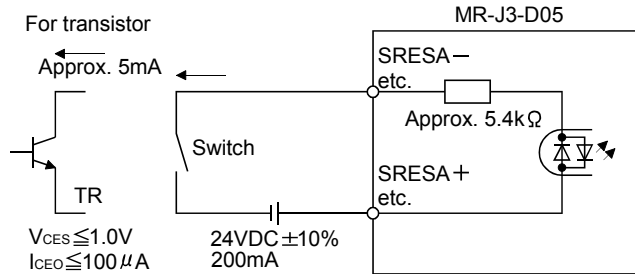 For transistor
Approx. 5mA
MR-J3-D05
SRESA−
etc.
Approx. 5.4kΩ
Switch
SRESA+
etc.
TR
VCES≦1.0V
ICEO≦100μA
24VDC±10%
200mA